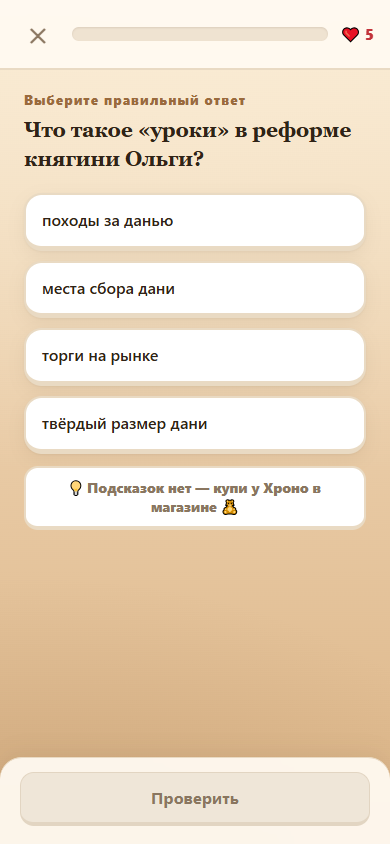 5
Выберите правильный ответ
Что такое «уроки» в реформе
княгини Ольги?
походы за данью
места сбора дани
торги на рынке
твёрдый размер дани
Подсказок нет — купи у Хроно в
магазине
Проверить